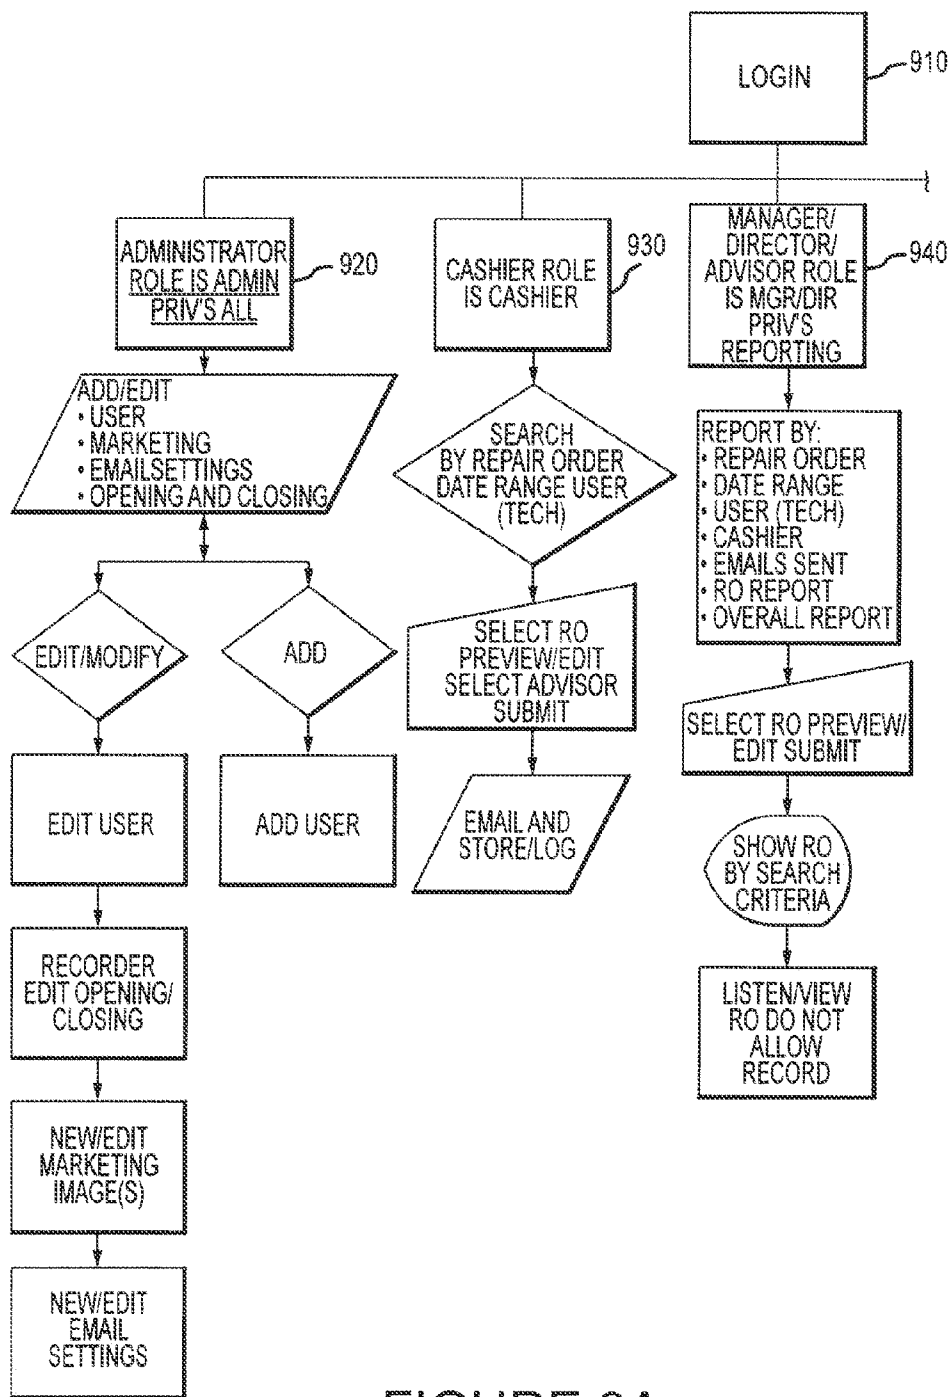 LOGIN
910
ADMINISTRATOR
ROLE IS ADMIN
PRIV'S ALL
920
CASHIER ROLE
IS CASHIER
930
MANAGER/
DIRECTOR/
ADVISOR ROLE
IS MGR/DIR
PRIV'S
REPORTING
940
ADD/EDIT
• USER
• MARKETING
• EMAILSETTINGS
• OPENING AND CLOSING
EDIT/MODIFY
ADD
EDIT USER
ADD USER
RECORDER
EDIT OPENING/
CLOSING
NEW/EDIT
MARKETING
IMAGE(S)
NEW/EDIT
EMAIL
SETTINGS
SEARCH
BY REPAIR ORDER
DATE RANGE USER
(TECH)
SELECT RO
PREVIEW/EDIT
SELECT ADVISOR
SUBMIT
EMAIL AND
STORE/LOG
REPORT BY:
• REPAIR ORDER
• DATE RANGE
• USER (TECH)
• CASHIER
• EMAILS SENT
• RO REPORT
• OVERALL REPORT
SELECT RO PREVIEW/
EDIT SUBMIT
SHOW RO
BY SEARCH
CRITERIA
LISTEN/VIEW
RO DO NOT
ALLOW
RECORD
FIGURE